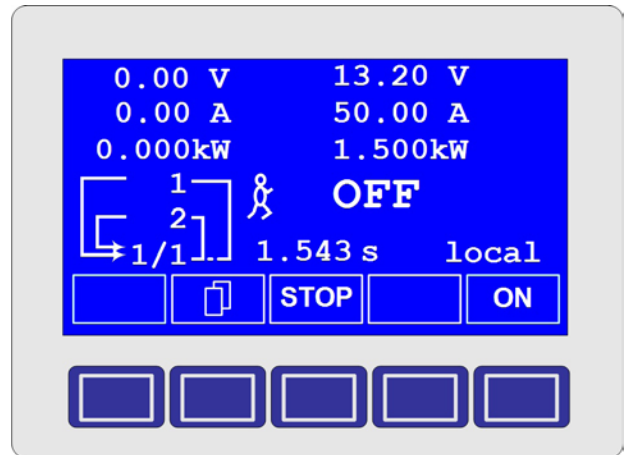 0.00 V 13.20 V
0.00 A 50.00 A
0.000kW 1.500kW
1
OFF
2
1/1 1.543 s local
STOP ON